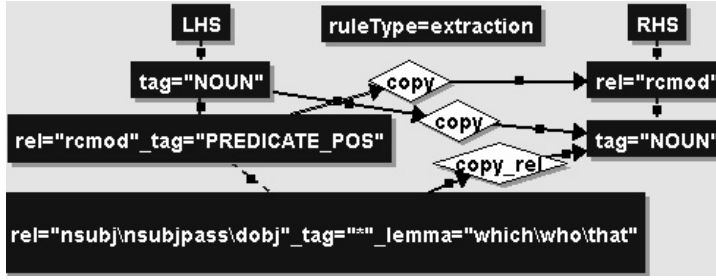 LHS ruleType=extraction RHS
tag="NOUN" copy rel="rcmod"
copy
rel="rcmod"_tag="PREDICATE_POS" tag="NOUN"
copy_rel
rel="nsubj\nsubjpass\dobj"_tag="*"_lemma="which\who\that"